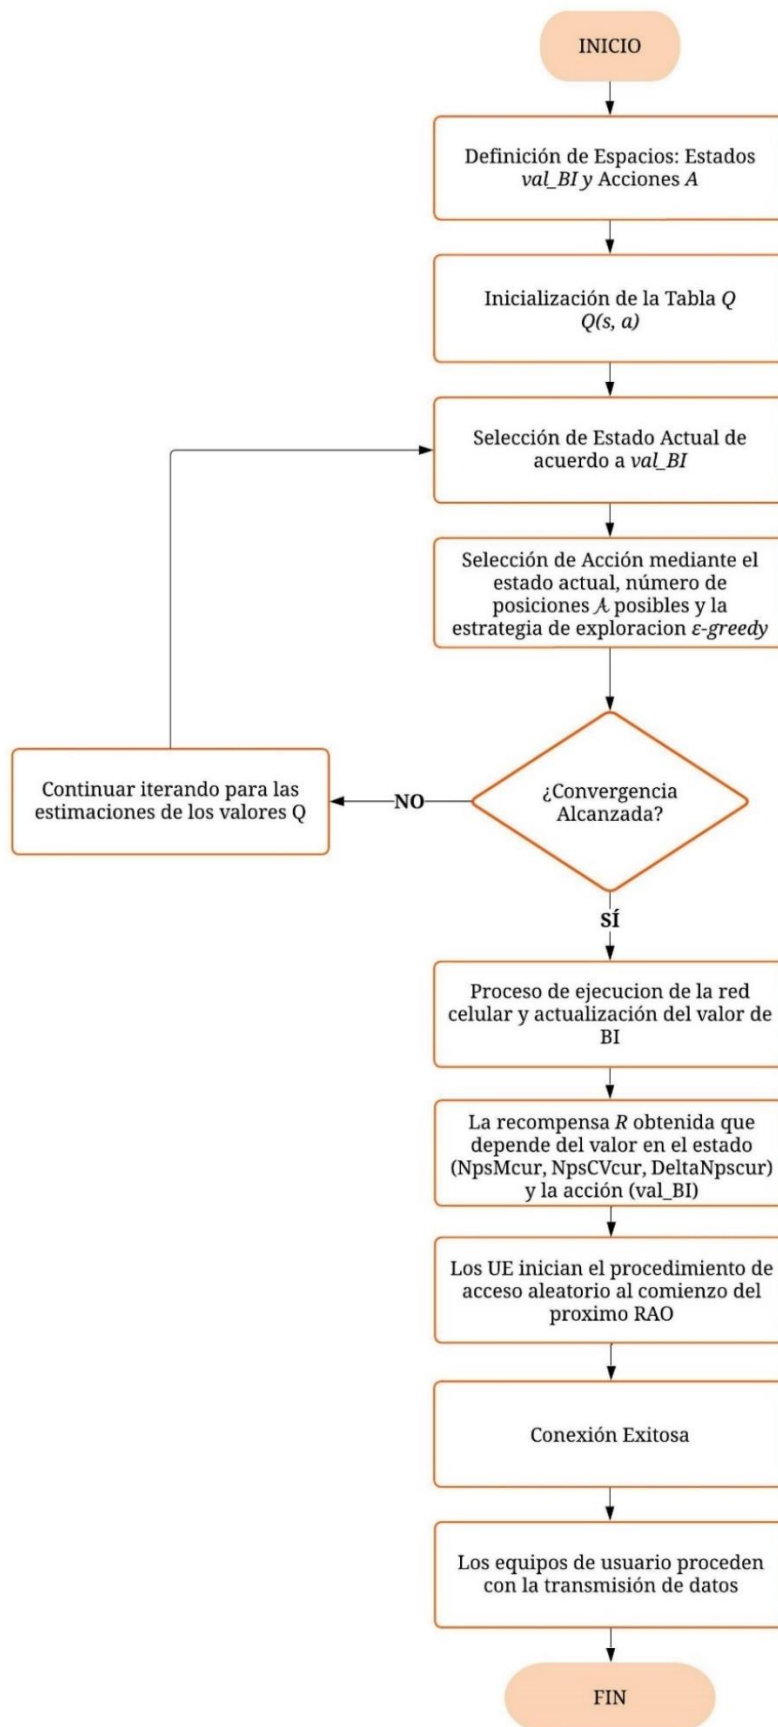 INICIO
Definición de Espacios: Estados
val_BI y Acciones A
Inicialización de la Tabla Q
Q(s, a)
Selección de Estado Actual de
acuerdo a val_BI
Selección de Acción mediante el
estado actual, número de
posiciones 𝓐 posibles y la
estrategia de exploracion ε-greedy
¿Convergencia
Alcanzada?
NO
Continuar iterando para las
estimaciones de los valores Q
SÍ
Proceso de ejecucion de la red
celular y actualización del valor de
BI
La recompensa R obtenida que
depende del valor en el estado
(NpsMcur, NpsCVcur, DeltaNpscur)
y la acción (val_BI)
Los UE inician el procedimiento de
acceso aleatorio al comienzo del
proximo RAO
Conexión Exitosa
Los equipos de usuario proceden
con la transmisión de datos
FIN